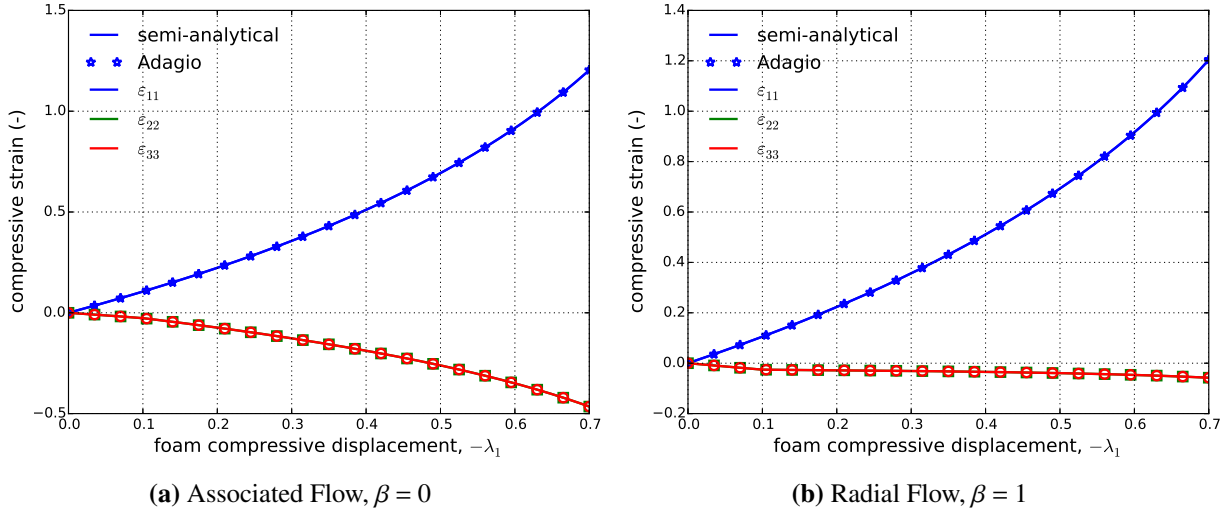 1.5
1.0
0.5
0.0
−0.5
compressive strain (-)
semi-analytical
Adagio
ε₁₁
ε₂₂
ε₃₃
0.0 0.1 0.2 0.3 0.4 0.5 0.6 0.7
foam compressive displacement, −λ₁
(a) Associated Flow, β = 0
1.4
1.2
1.0
0.8
0.6
0.4
0.2
0.0
−0.2
compressive strain (-)
semi-analytical
Adagio
ε₁₁
ε₂₂
ε₃₃
0.0 0.1 0.2 0.3 0.4 0.5 0.6 0.7
foam compressive displacement, −λ₁
(b) Radial Flow, β = 1